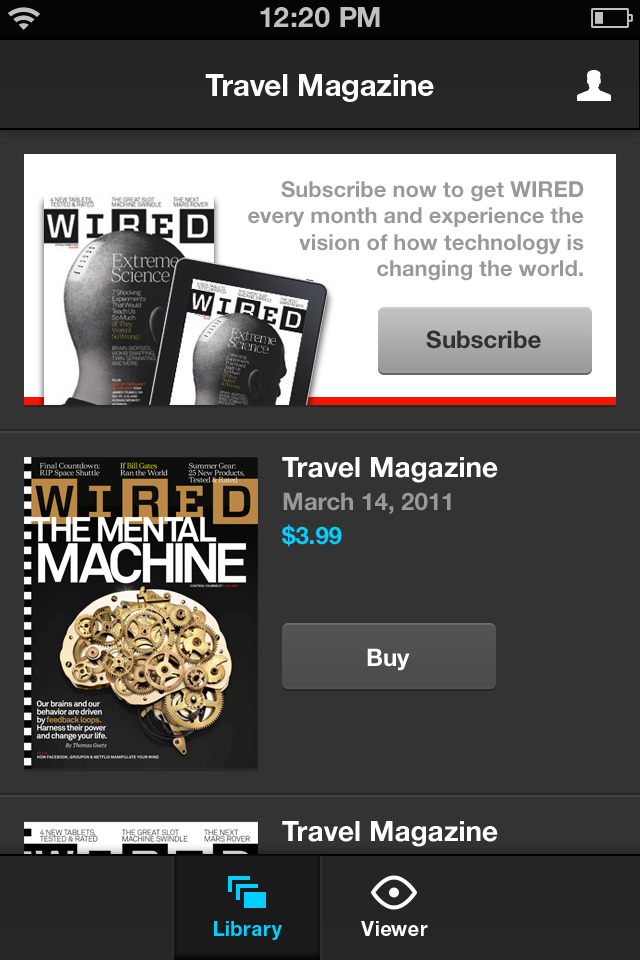 12:20 PM
Travel Magazine
4 NEW TABLETS, TESTED & RATED
THE GREAT SLOT MACHINE SWINDLE
THE NEXT MARS ROVER
WIRED
Extreme
Science
7 Shocking
Experiments
That Would
Teach Us
So Much
(If They
Weren't
So Wrong)
BRAIN BIOPSIES,
WOMB SWAPPING,
TWIN SEPARATING,
AND MORE
PLUS
WIRED
Extreme
Science
Subscribe now to get WIRED
every month and experience the
vision of how technology is
changing the world.
Subscribe
Final Countdown:
RIP Space Shuttle
If Bill Gates
Ran the World
Summer Gear:
25 New Products,
Tested & Rated
WIRED
THE MENTAL
MACHINE
Our brains and our
behavior are driven
by feedback loops.
Harness their power
and change your life.
By Thomas Goetz
HOW FACEBOOK, GROUPON & NETFLIX MANIPULATE YOUR MIND
Travel Magazine
March 14, 2011
$3.99
Buy
4 NEW TABLETS,
TESTED & RATED
THE GREAT SLOT
MACHINE SWINDLE
THE NEXT
MARS ROVER
WIRED
Travel Magazine
Library
Viewer